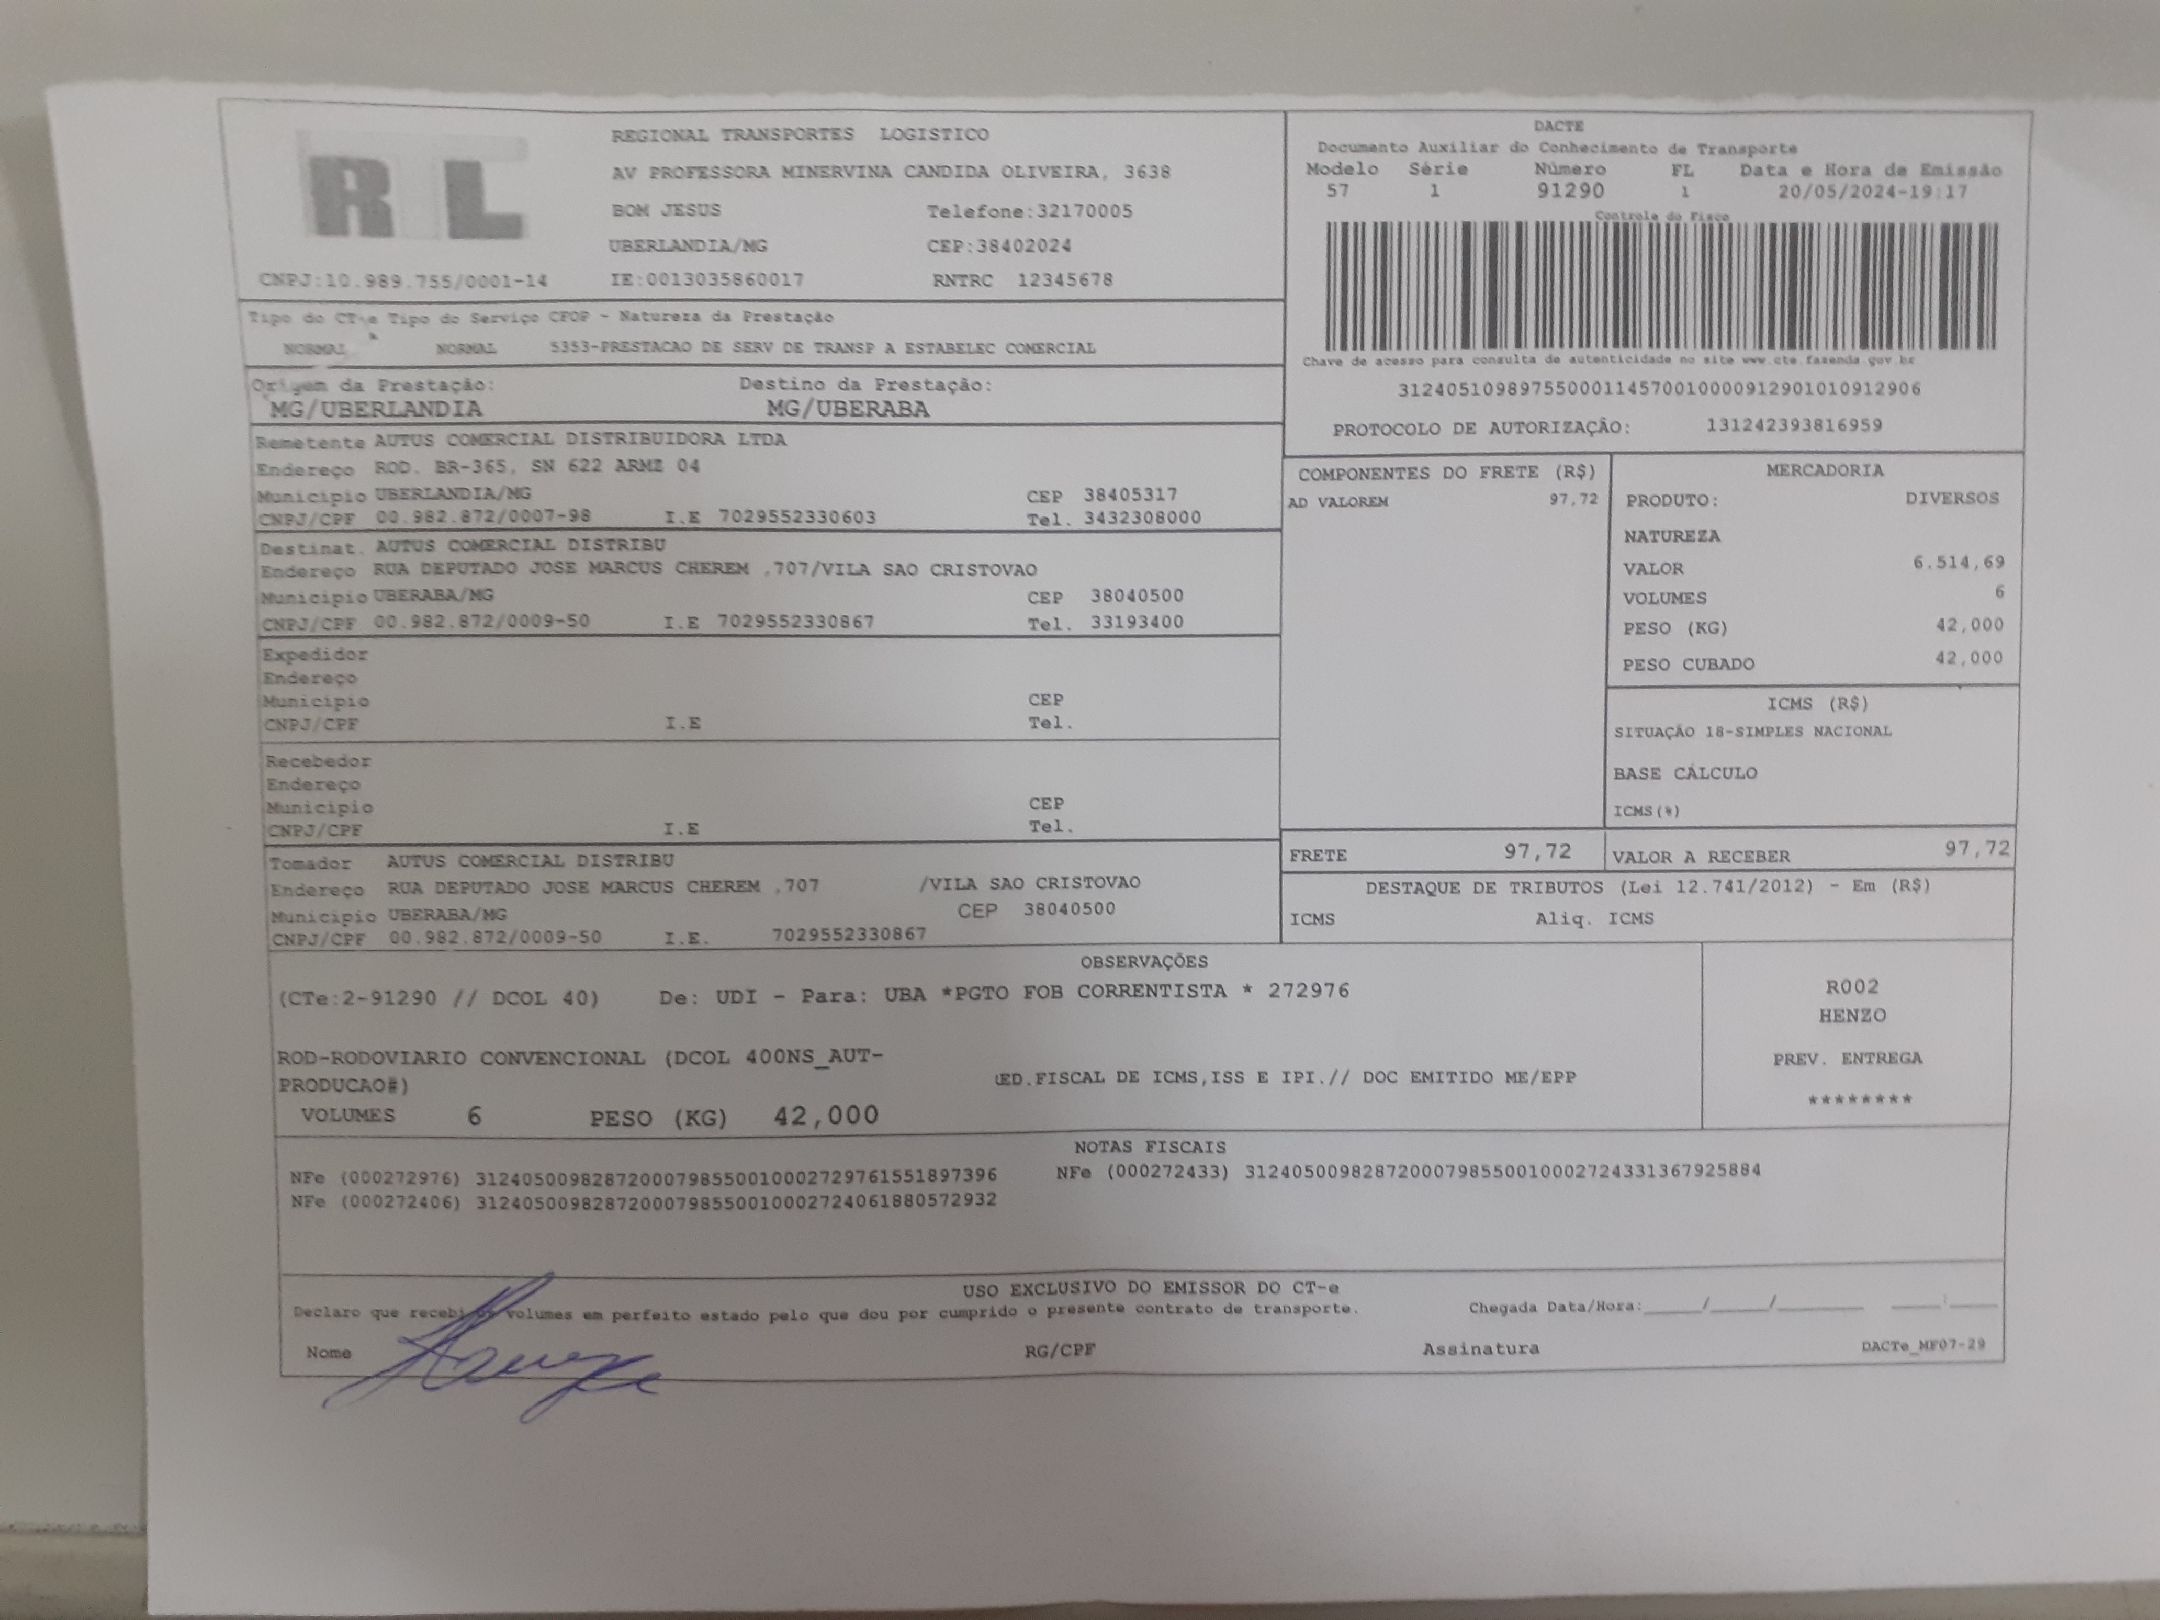 RTL
REGIONAL TRANSPORTES LOGISTICO
AV PROFESSORA MINERVINA CANDIDA OLIVEIRA, 3638
BOM JESUS Telefone:32170005
UBERLANDIA/MG CEP:38402024
CNPJ:10.989.755/0001-14 IE:0013035860017 RNTRC 12345678
DACTE
Documento Auxiliar do Conhecimento de Transporte
Modelo Série Número FL Data e Hora de Emissão
57 1 91290 1 20/05/2024-19:17
Controle do Fisco
Chave de acesso para consulta de autenticidade no site www.cte.fazenda.gov.br
31240510989755000114570010000912901010912906
PROTOCOLO DE AUTORIZAÇÃO: 131242393816959
Tipo do CT-e Tipo do Serviço CFOP - Natureza da Prestação
NORMAL NORMAL 5353-PRESTACAO DE SERV DE TRANSP A ESTABELEC COMERCIAL
Origem da Prestação: Destino da Prestação:
MG/UBERLANDIA MG/UBERABA
Remetente AUTUS COMERCIAL DISTRIBUIDORA LTDA
Endereço ROD. BR-365, SN 622 ARMZ 04
Municipio UBERLANDIA/MG CEP 38405317
CNPJ/CPF 00.982.872/0007-98 I.E 7029552330603 Tel. 3432308000
Destinat. AUTUS COMERCIAL DISTRIBU
Endereço RUA DEPUTADO JOSE MARCUS CHEREM ,707/VILA SAO CRISTOVAO
Municipio UBERABA/MG CEP 38040500
CNPJ/CPF 00.982.872/0009-50 I.E 7029552330867 Tel. 33193400
Expedidor
Endereço
Municipio CEP
CNPJ/CPF I.E Tel.
Recebedor
Endereço
Municipio CEP
CNPJ/CPF I.E Tel.
Tomador AUTUS COMERCIAL DISTRIBU
Endereço RUA DEPUTADO JOSE MARCUS CHEREM ,707 /VILA SAO CRISTOVAO
Municipio UBERABA/MG CEP 38040500
CNPJ/CPF 00.982.872/0009-50 I.E. 7029552330867
COMPONENTES DO FRETE (R$)
AD VALOREM 97,72
MERCADORIA
PRODUTO: DIVERSOS
NATUREZA
VALOR 6.514,69
VOLUMES 6
PESO (KG) 42,000
PESO CUBADO 42,000
ICMS (R$)
SITUAÇÃO 18-SIMPLES NACIONAL
BASE CÁLCULO
ICMS(%)
FRETE 97,72 VALOR A RECEBER 97,72
DESTAQUE DE TRIBUTOS (Lei 12.741/2012) - Em (R$)
ICMS Aliq. ICMS
OBSERVAÇÕES
(CTe:2-91290 // DCOL 40) De: UDI - Para: UBA *PGTO FOB CORRENTISTA * 272976
ROD-RODOVIARIO CONVENCIONAL (DCOL 400NS_AUT-
PRODUCAO#) ED.FISCAL DE ICMS,ISS E IPI.// DOC EMITIDO ME/EPP
VOLUMES 6 PESO (KG) 42,000
R002
HENZO
PREV. ENTREGA
********
NOTAS FISCAIS
NFe (000272976) 31240500982872000798550010002729761551897396 NFe (000272433) 31240500982872000798550010002724331367925884
NFe (000272406) 31240500982872000798550010002724061880572932
USO EXCLUSIVO DO EMISSOR DO CT-e
Declaro que recebi os volumes em perfeito estado pelo que dou por cumprido o presente contrato de transporte. Chegada Data/Hora:_____/_____/_______ ____:____
Nome RG/CPF Assinatura DACTe_MF07-29